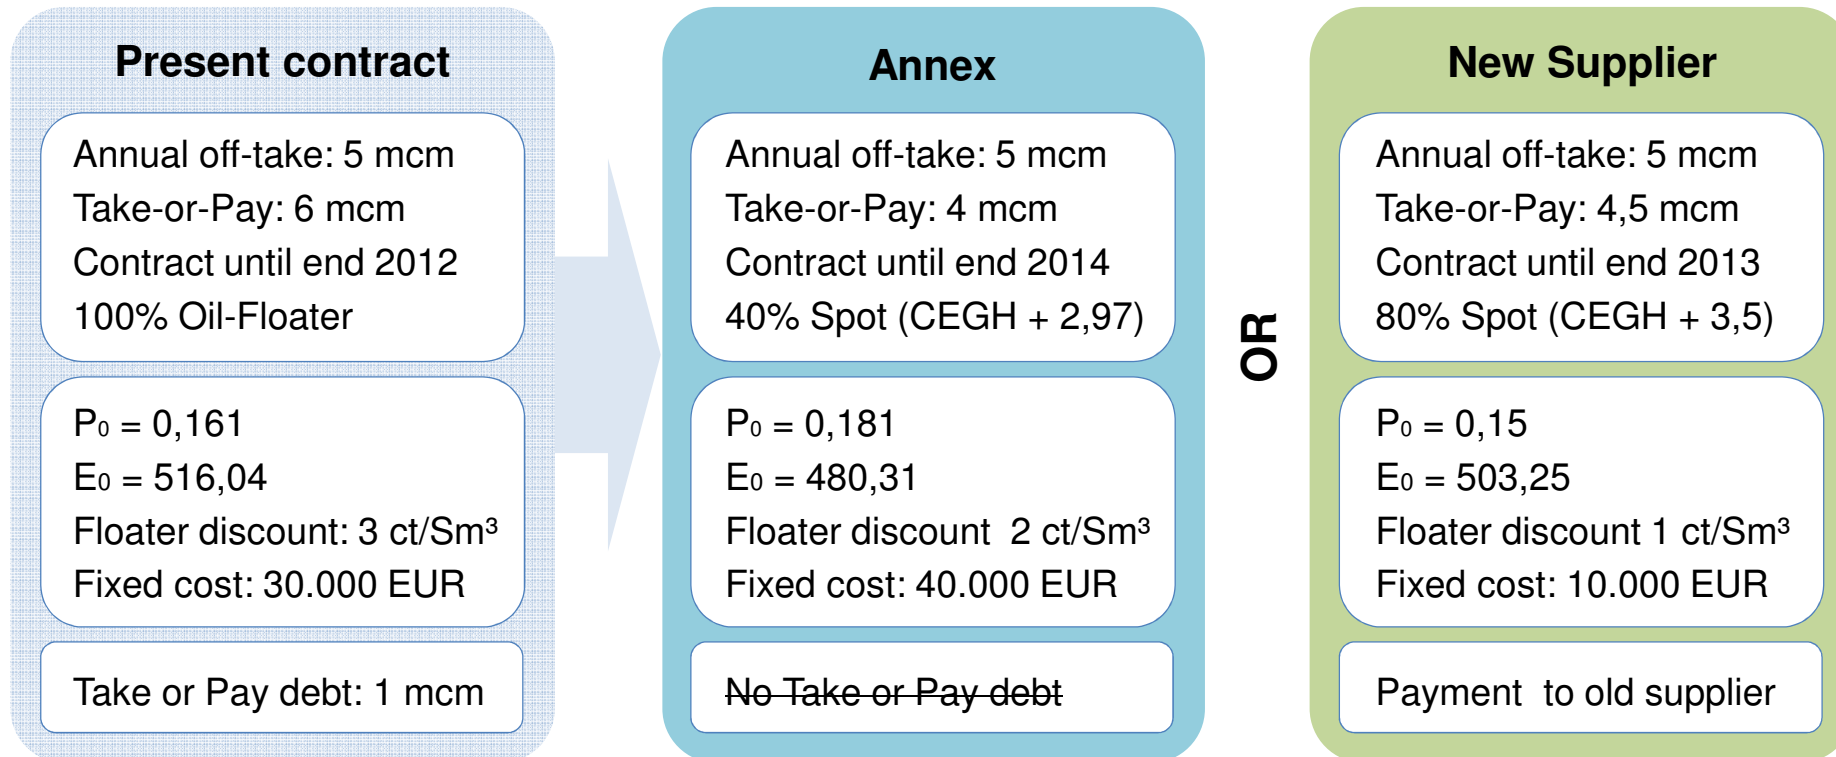 Present contract
Annual off-take: 5 mcm
Take-or-Pay: 6 mcm
Contract until end 2012
100% Oil-Floater
P₀ = 0,161
E₀ = 516,04
Floater discount: 3 ct/Sm³
Fixed cost: 30.000 EUR
Take or Pay debt: 1 mcm
Annex
Annual off-take: 5 mcm
Take-or-Pay: 4 mcm
Contract until end 2014
40% Spot (CEGH + 2,97)
P₀ = 0,181
E₀ = 480,31
Floater discount 2 ct/Sm³
Fixed cost: 40.000 EUR
No Take or Pay debt
OR
New Supplier
Annual off-take: 5 mcm
Take-or-Pay: 4,5 mcm
Contract until end 2013
80% Spot (CEGH + 3,5)
P₀ = 0,15
E₀ = 503,25
Floater discount 1 ct/Sm³
Fixed cost: 10.000 EUR
Payment to old supplier